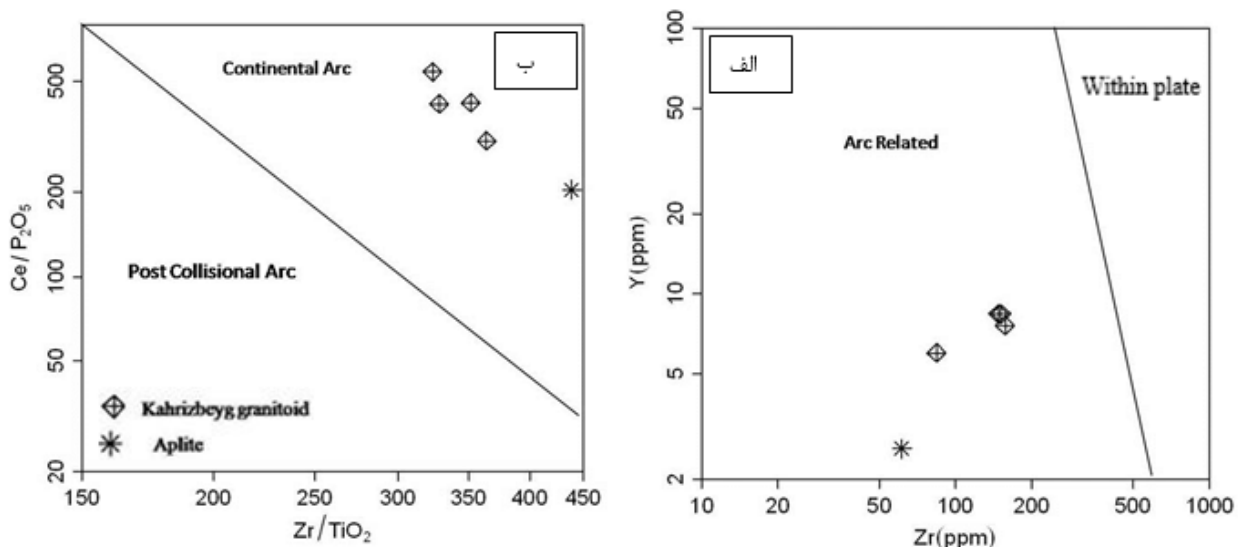 ب
Continental Arc
Post Collisional Arc
Kahrizbeyg granitoid
Aplite
Ce/P₂O₅
500
200
100
50
20
150
200
250
300
350
400
450
Zr/TiO₂
الف
Within plate
Arc Related
Y(ppm)
100
50
20
10
5
2
10
20
50
100
200
500
1000
Zr(ppm)